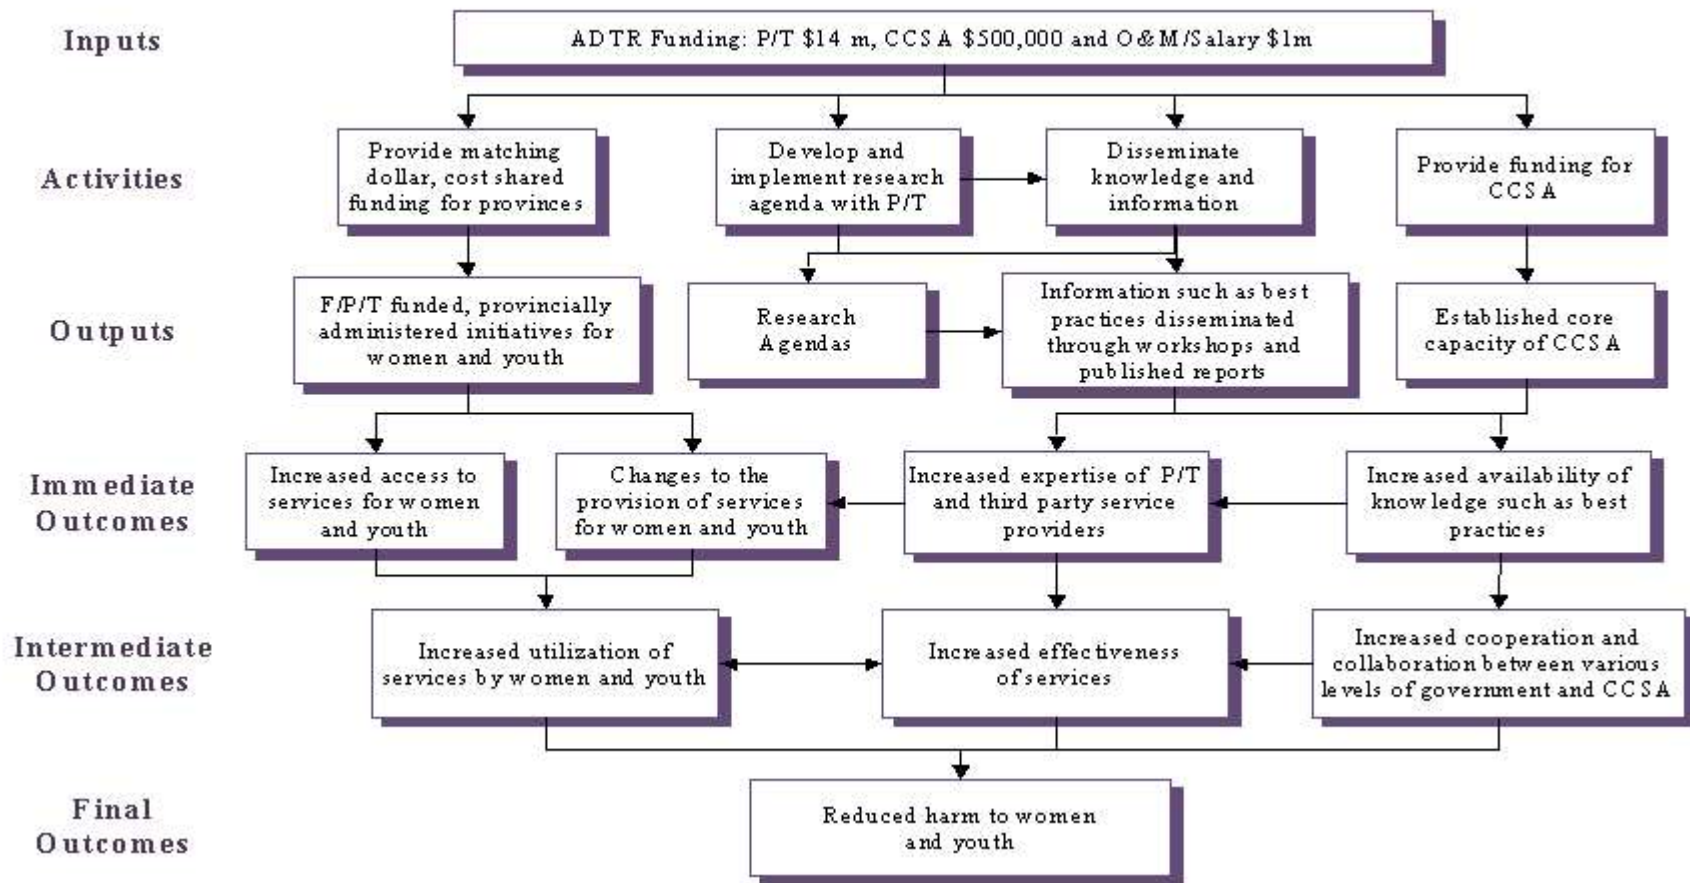 Inputs
ADTR Funding: P/T $14 m, CCSA $500,000 and O&M/Salary $1m
Activities
Provide matching
dollar, cost shared
funding for provinces
Develop and
implement research
agenda with P/T
Disseminate
knowledge and
information
Provide funding for
CCSA
Outputs
F/P/T funded, provincially
administered initiatives for
women and youth
Research
Agendas
Information such as best
practices disseminated
through workshops and
published reports
Established core
capacity of CCSA
Immediate
Outcomes
Increased access to
services for women
and youth
Changes to the
provision of services
for women and youth
Increased expertise of P/T
and third party service
providers
Increased availability of
knowledge such as best
practices
Intermediate
Outcomes
Increased utilization of
services by women and youth
Increased effectiveness
of services
Increased cooperation and
collaboration between various
levels of government and CCSA
Final
Outcomes
Reduced harm to women
and youth